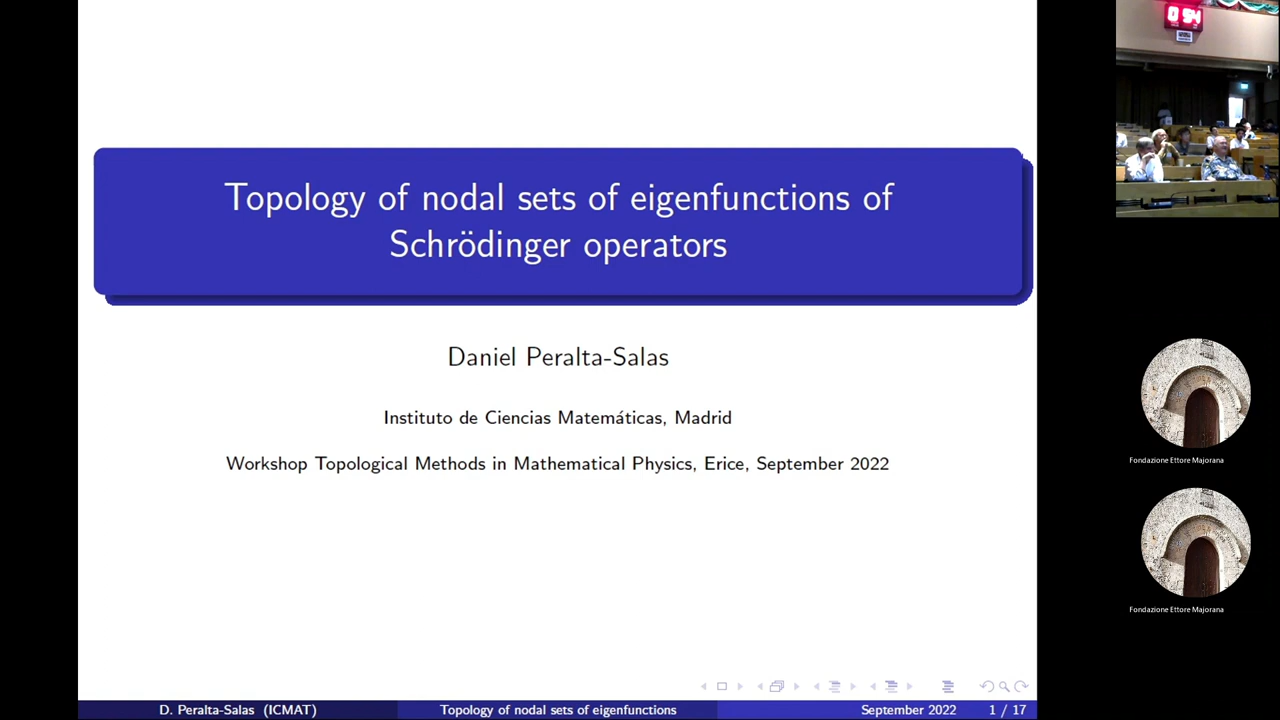 Topology of nodal sets of eigenfunctions of
Schrödinger operators
Daniel Peralta-Salas
Instituto de Ciencias Matemáticas, Madrid
Workshop Topological Methods in Mathematical Physics, Erice, September 2022
D. Peralta-Salas (ICMAT)
Topology of nodal sets of eigenfunctions
September 2022
1 / 17
0 54
Fondazione Ettore Majorana
Fondazione Ettore Majorana